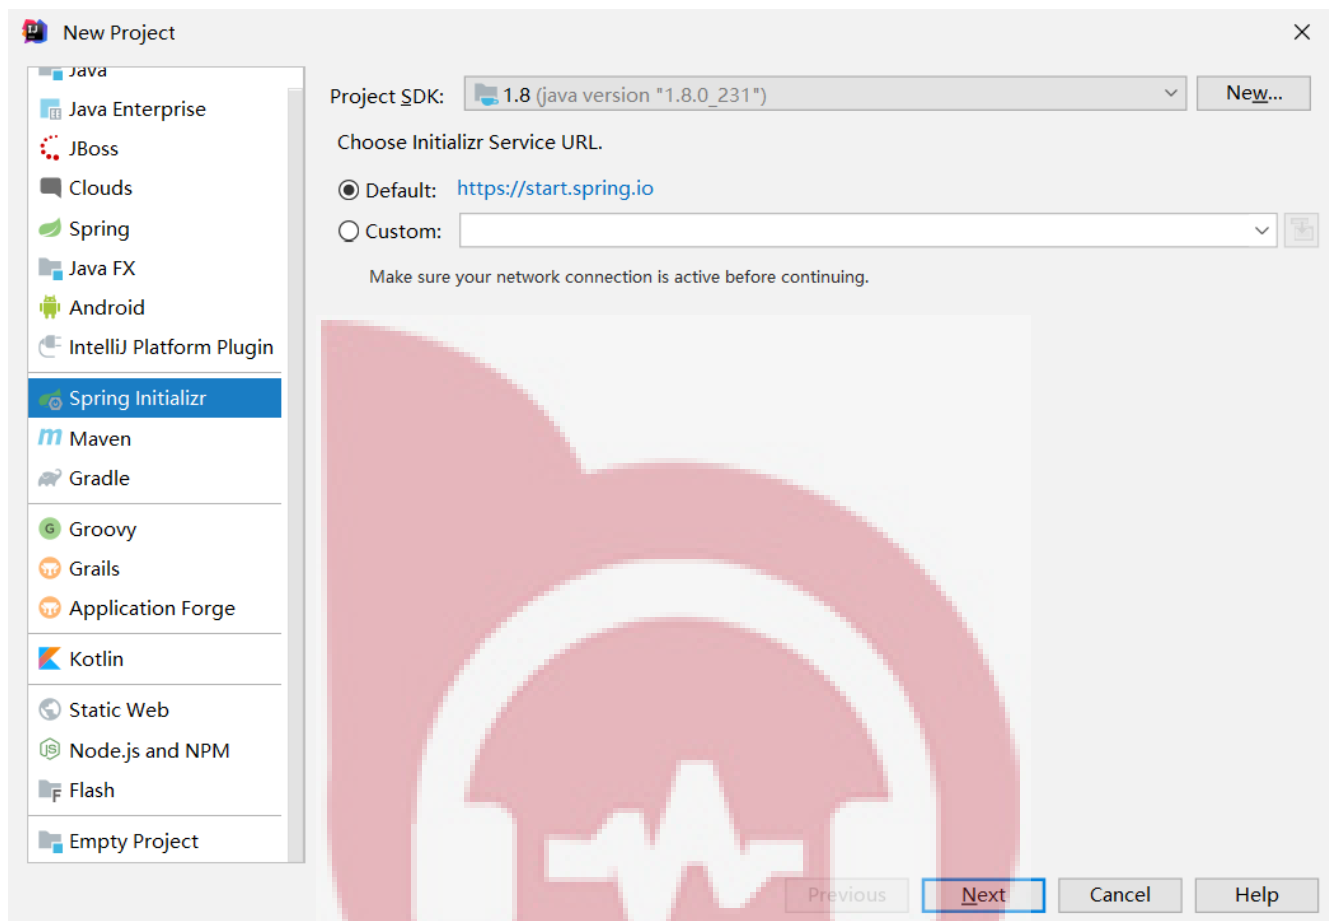 New Project
Java
Java Enterprise
JBoss
Clouds
Spring
Java FX
Android
IntelliJ Platform Plugin
Spring Initializr
Maven
Gradle
Groovy
Grails
Application Forge
Kotlin
Static Web
Node.js and NPM
Flash
Empty Project
Project SDK: 1.8 (java version "1.8.0_231") New...
Choose Initializr Service URL.
Default: https://start.spring.io
Custom:
Make sure your network connection is active before continuing.
Previous Next Cancel Help